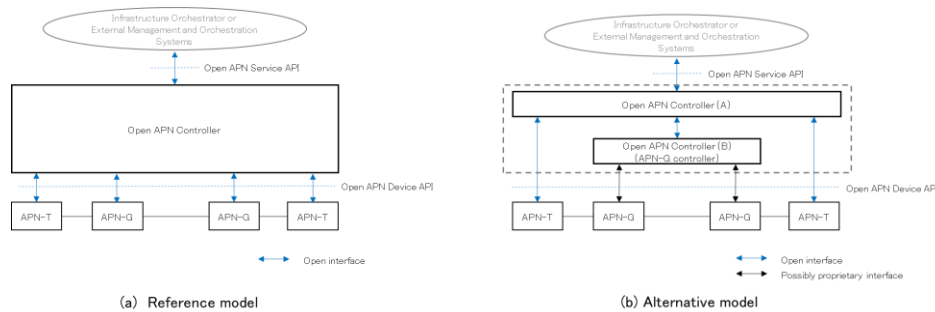 Infrastructure Orchestrator or
External Management and Orchestration
Systems
Open APN Service API
Open APN Controller
Open APN Device API
APN-T
APN-G
APN-G
APN-T
Open interface
(a) Reference model
Infrastructure Orchestrator or
External Management and Orchestration
Systems
Open APN Service API
Open APN Controller (A)
Open APN Controller (B)
(APN-G controller)
Open APN Device AP
APN-T
APN-G
APN-G
APN-T
Open interface
Possibly proprietary interface
(b) Alternative model